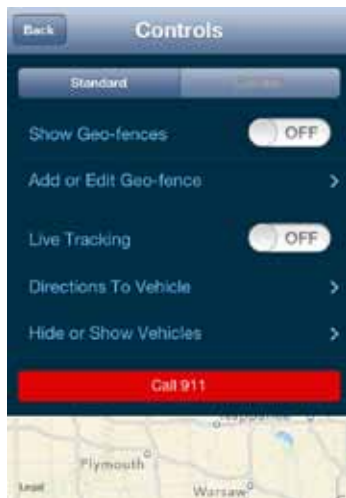 Back
Controls
Standard
Show Geo-fences
OFF
Add or Edit Geo-fence
Live Tracking
OFF
Directions To Vehicle
Hide or Show Vehicles
Call 911
Plymouth
Legal
Warsaw